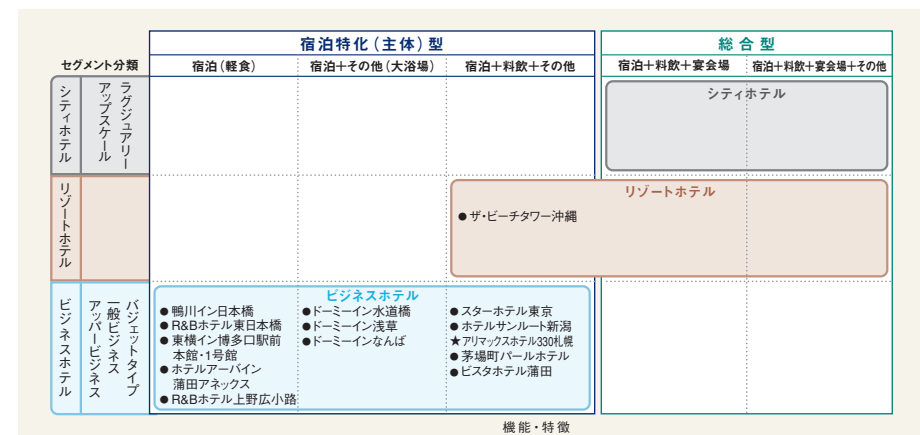 宿泊特化(主体)型
総合型
セグメント分類
宿泊(軽食)
宿泊+その他(大浴場)
宿泊+料飲+その他
宿泊+料飲+宴会場
宿泊+料飲+宴会場+その他
シティホテル
ラグジュアリー
アップスケール
シティホテル
リゾートホテル
リゾートホテル
●ザ・ビーチタワー沖縄
ビジネスホテル
バジェットタイプ
一般ビジネス
アッパービジネス
ビジネスホテル
●鴨川イン日本橋
●R&Bホテル東日本橋
●東横イン博多口駅前
本館・1号館
●ホテルアーバイン
蒲田アネックス
●R&Bホテル上野広小路
●ドーミーイン水道橋
●ドーミーイン浅草
●ドーミーインなんば
●スターホテル東京
●ホテルサンルート新潟
★アリマックスホテル330札幌
●茅場町パールホテル
●ビスタホテル蒲田
機能・特徴